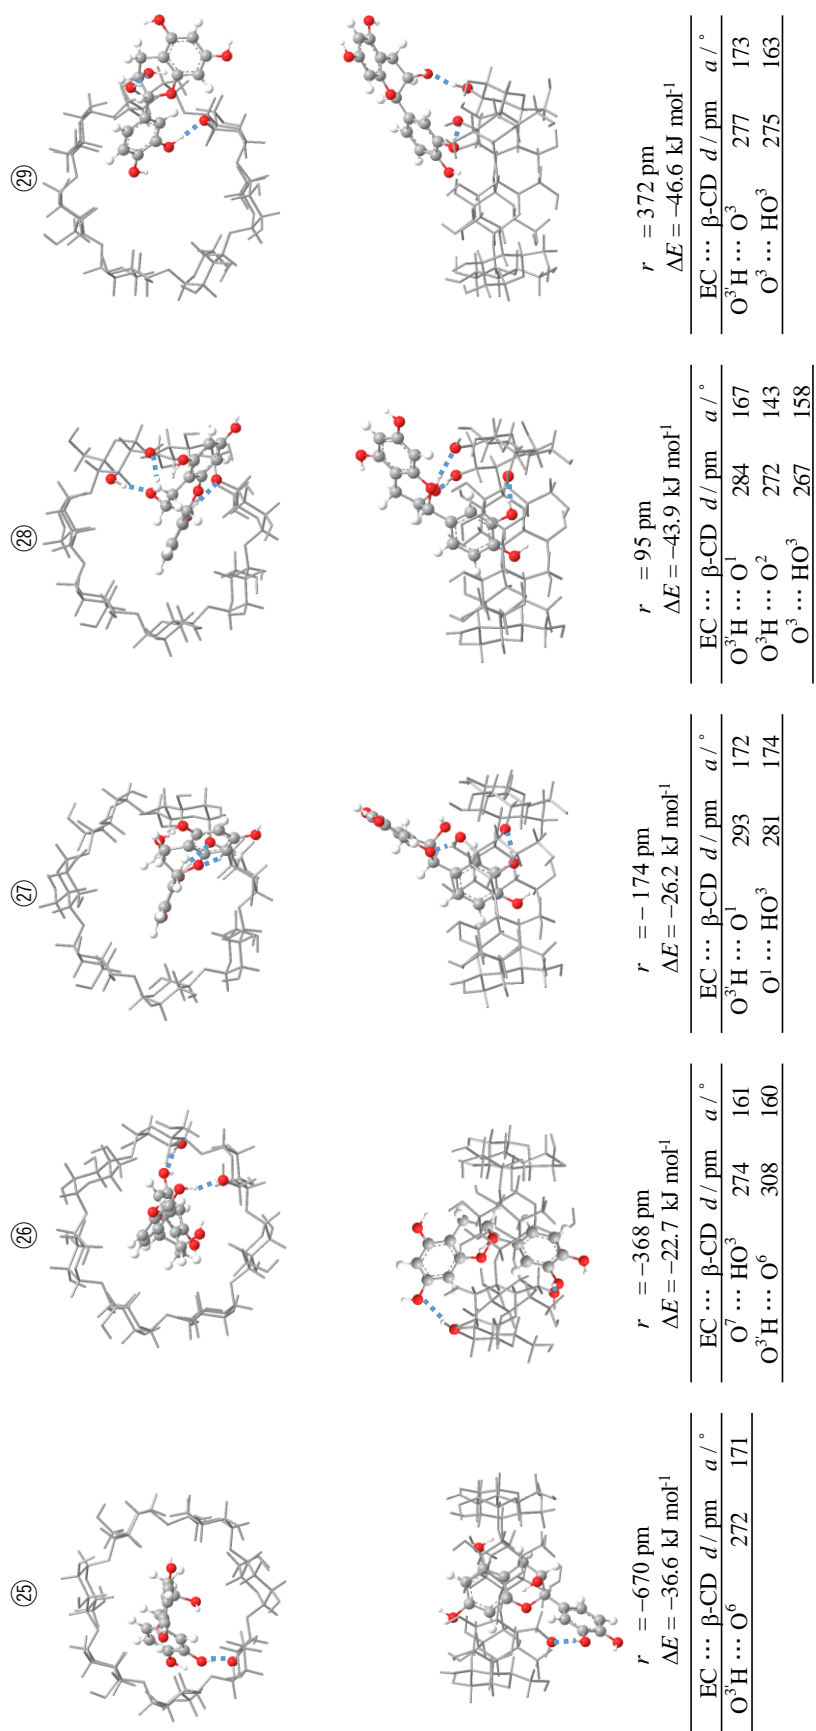 ㉕
r = −670 pm
ΔE = −36.6 kJ mol⁻¹
EC ··· β-CD d / pm a / °
O³'H ··· O⁶ 272 171
㉖
r = −368 pm
ΔE = −22.7 kJ mol⁻¹
EC ··· β-CD d / pm a / °
O⁷ ··· HO³ 274 161
O³'H ··· O⁶ 308 160
㉗
r = − 174 pm
ΔE = −26.2 kJ mol⁻¹
EC ··· β-CD d / pm a / °
O³'H ··· O¹ 293 172
O¹ ··· HO³ 281 174
㉘
r = 95 pm
ΔE = −43.9 kJ mol⁻¹
EC ··· β-CD d / pm a / °
O³'H ··· O¹ 284 167
O³H ··· O² 272 143
O³ ··· HO³ 267 158
㉙
r = 372 pm
ΔE = −46.6 kJ mol⁻¹
EC ··· β-CD d / pm a / °
O³'H ··· O³ 277 173
O³ ··· HO³ 275 163